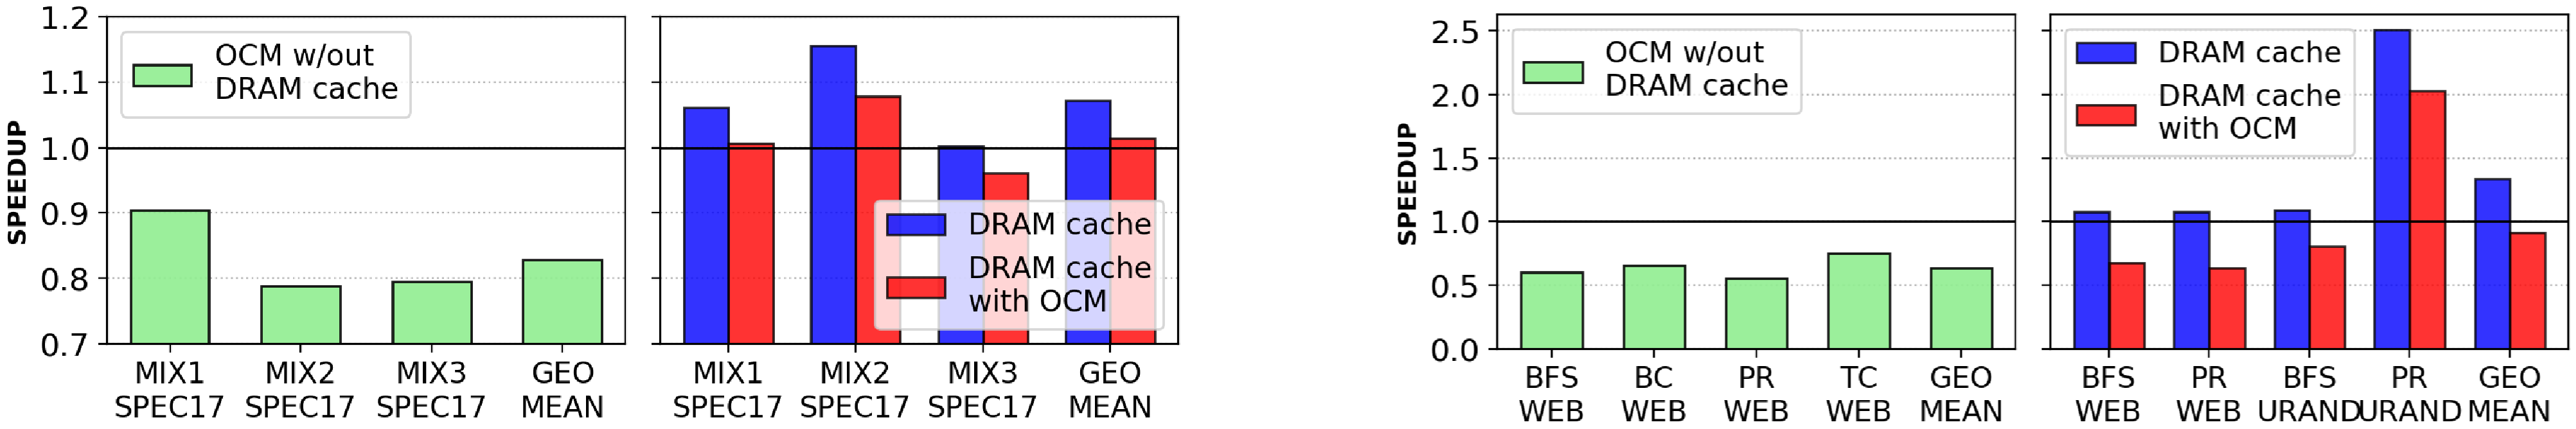 SPEEDUP
1.2
1.1
1.0
0.9
0.8
0.7
OCM w/out
DRAM cache
MIX1
SPEC17
MIX2
SPEC17
MIX3
SPEC17
GEO
MEAN
DRAM cache
DRAM cache
with OCM
MIX1
SPEC17
MIX2
SPEC17
MIX3
SPEC17
GEO
MEAN
SPEEDUP
2.5
2.0
1.5
1.0
0.5
0.0
OCM w/out
DRAM cache
BFS
WEB
BC
WEB
PR
WEB
TC
WEB
GEO
MEAN
DRAM cache
DRAM cache
with OCM
BFS
WEB
PR
WEB
BFS
URAND
PR
URAND
GEO
MEAN